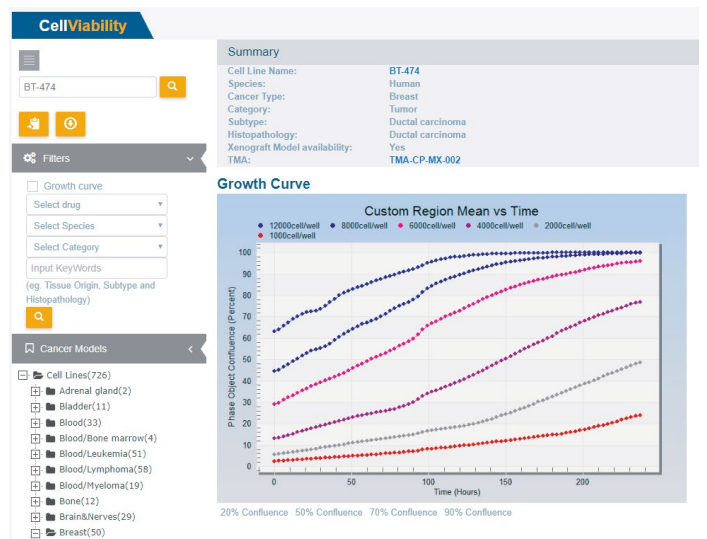 CellViability
BT-474
Filters
Growth curve
Select drug
Select Species
Select Category
Input KeyWords
(eg. Tissue Origin, Subtype and
Histopathology)
Cancer Models
Cell Lines(726)
Adrenal gland(2)
Bladder(11)
Blood(33)
Blood/Bone marrow(4)
Blood/Leukemia(51)
Blood/Lymphoma(58)
Blood/Myeloma(19)
Bone(12)
Brain&Nerves(29)
Breast(50)
Summary
Cell Line Name: BT-474
Species: Human
Cancer Type: Breast
Category: Tumor
Subtype: Ductal carcinoma
Histopathology: Ductal carcinoma
Xenograft Model availability: Yes
TMA: TMA-CP-MX-002
Growth Curve
Custom Region Mean vs Time
12000cell/well 8000cell/well 6000cell/well 4000cell/well 2000cell/well
1000cell/well
Phase Object Confluence (Percent)
100
90
80
70
60
50
40
30
20
10
0
0 50 100 150 200
Time (Hours)
20% Confluence 50% Confluence 70% Confluence 90% Confluence